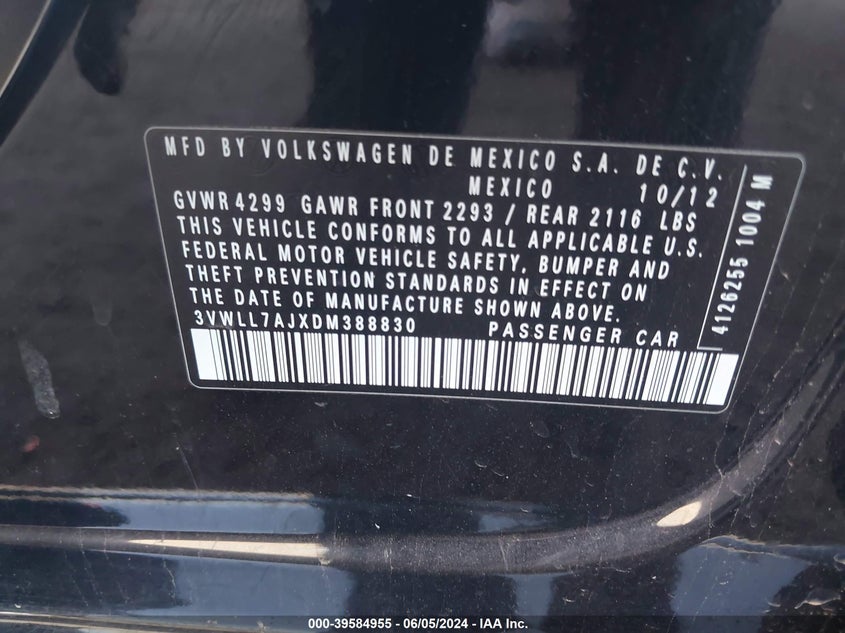 MFD BY VOLKSWAGEN DE MEXICO S.A. DE C.V.
MEXICO 10/12
GVWR 4299 GAWR FRONT 2293 / REAR 2116 LBS
THIS VEHICLE CONFORMS TO ALL APPLICABLE U.S.
FEDERAL MOTOR VEHICLE SAFETY, BUMPER AND
THEFT PREVENTION STANDARDS IN EFFECT ON
THE DATE OF MANUFACTURE SHOWN ABOVE.
3VWLL7AJXDM388830 PASSENGER CAR
4126255 1004 M
000-39584955 - 06/05/2024 - IAA Inc.